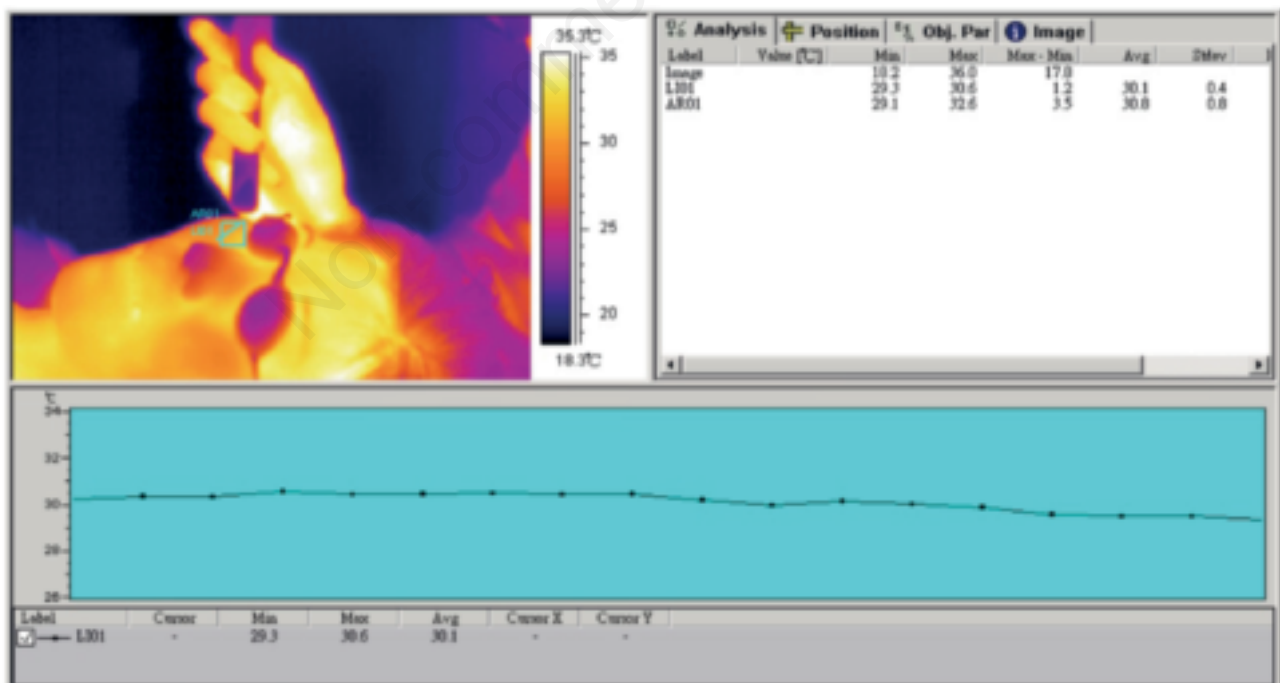 36.3℃
35
30
25
20
18.3℃
AR01
Analysis Position Obj. Par Image
Label Value [℃] Min Max Max - Min Avg Stdev
Image 18.2 36.0 17.8
LI01 29.3 30.6 1.2 30.1 0.4
AR01 29.1 32.6 3.5 30.8 0.8
℃
34
32
30
28
26
Label Cursor Min Max Avg Cursor X Cursor Y
LI01 - 29.3 30.6 30.1 - -